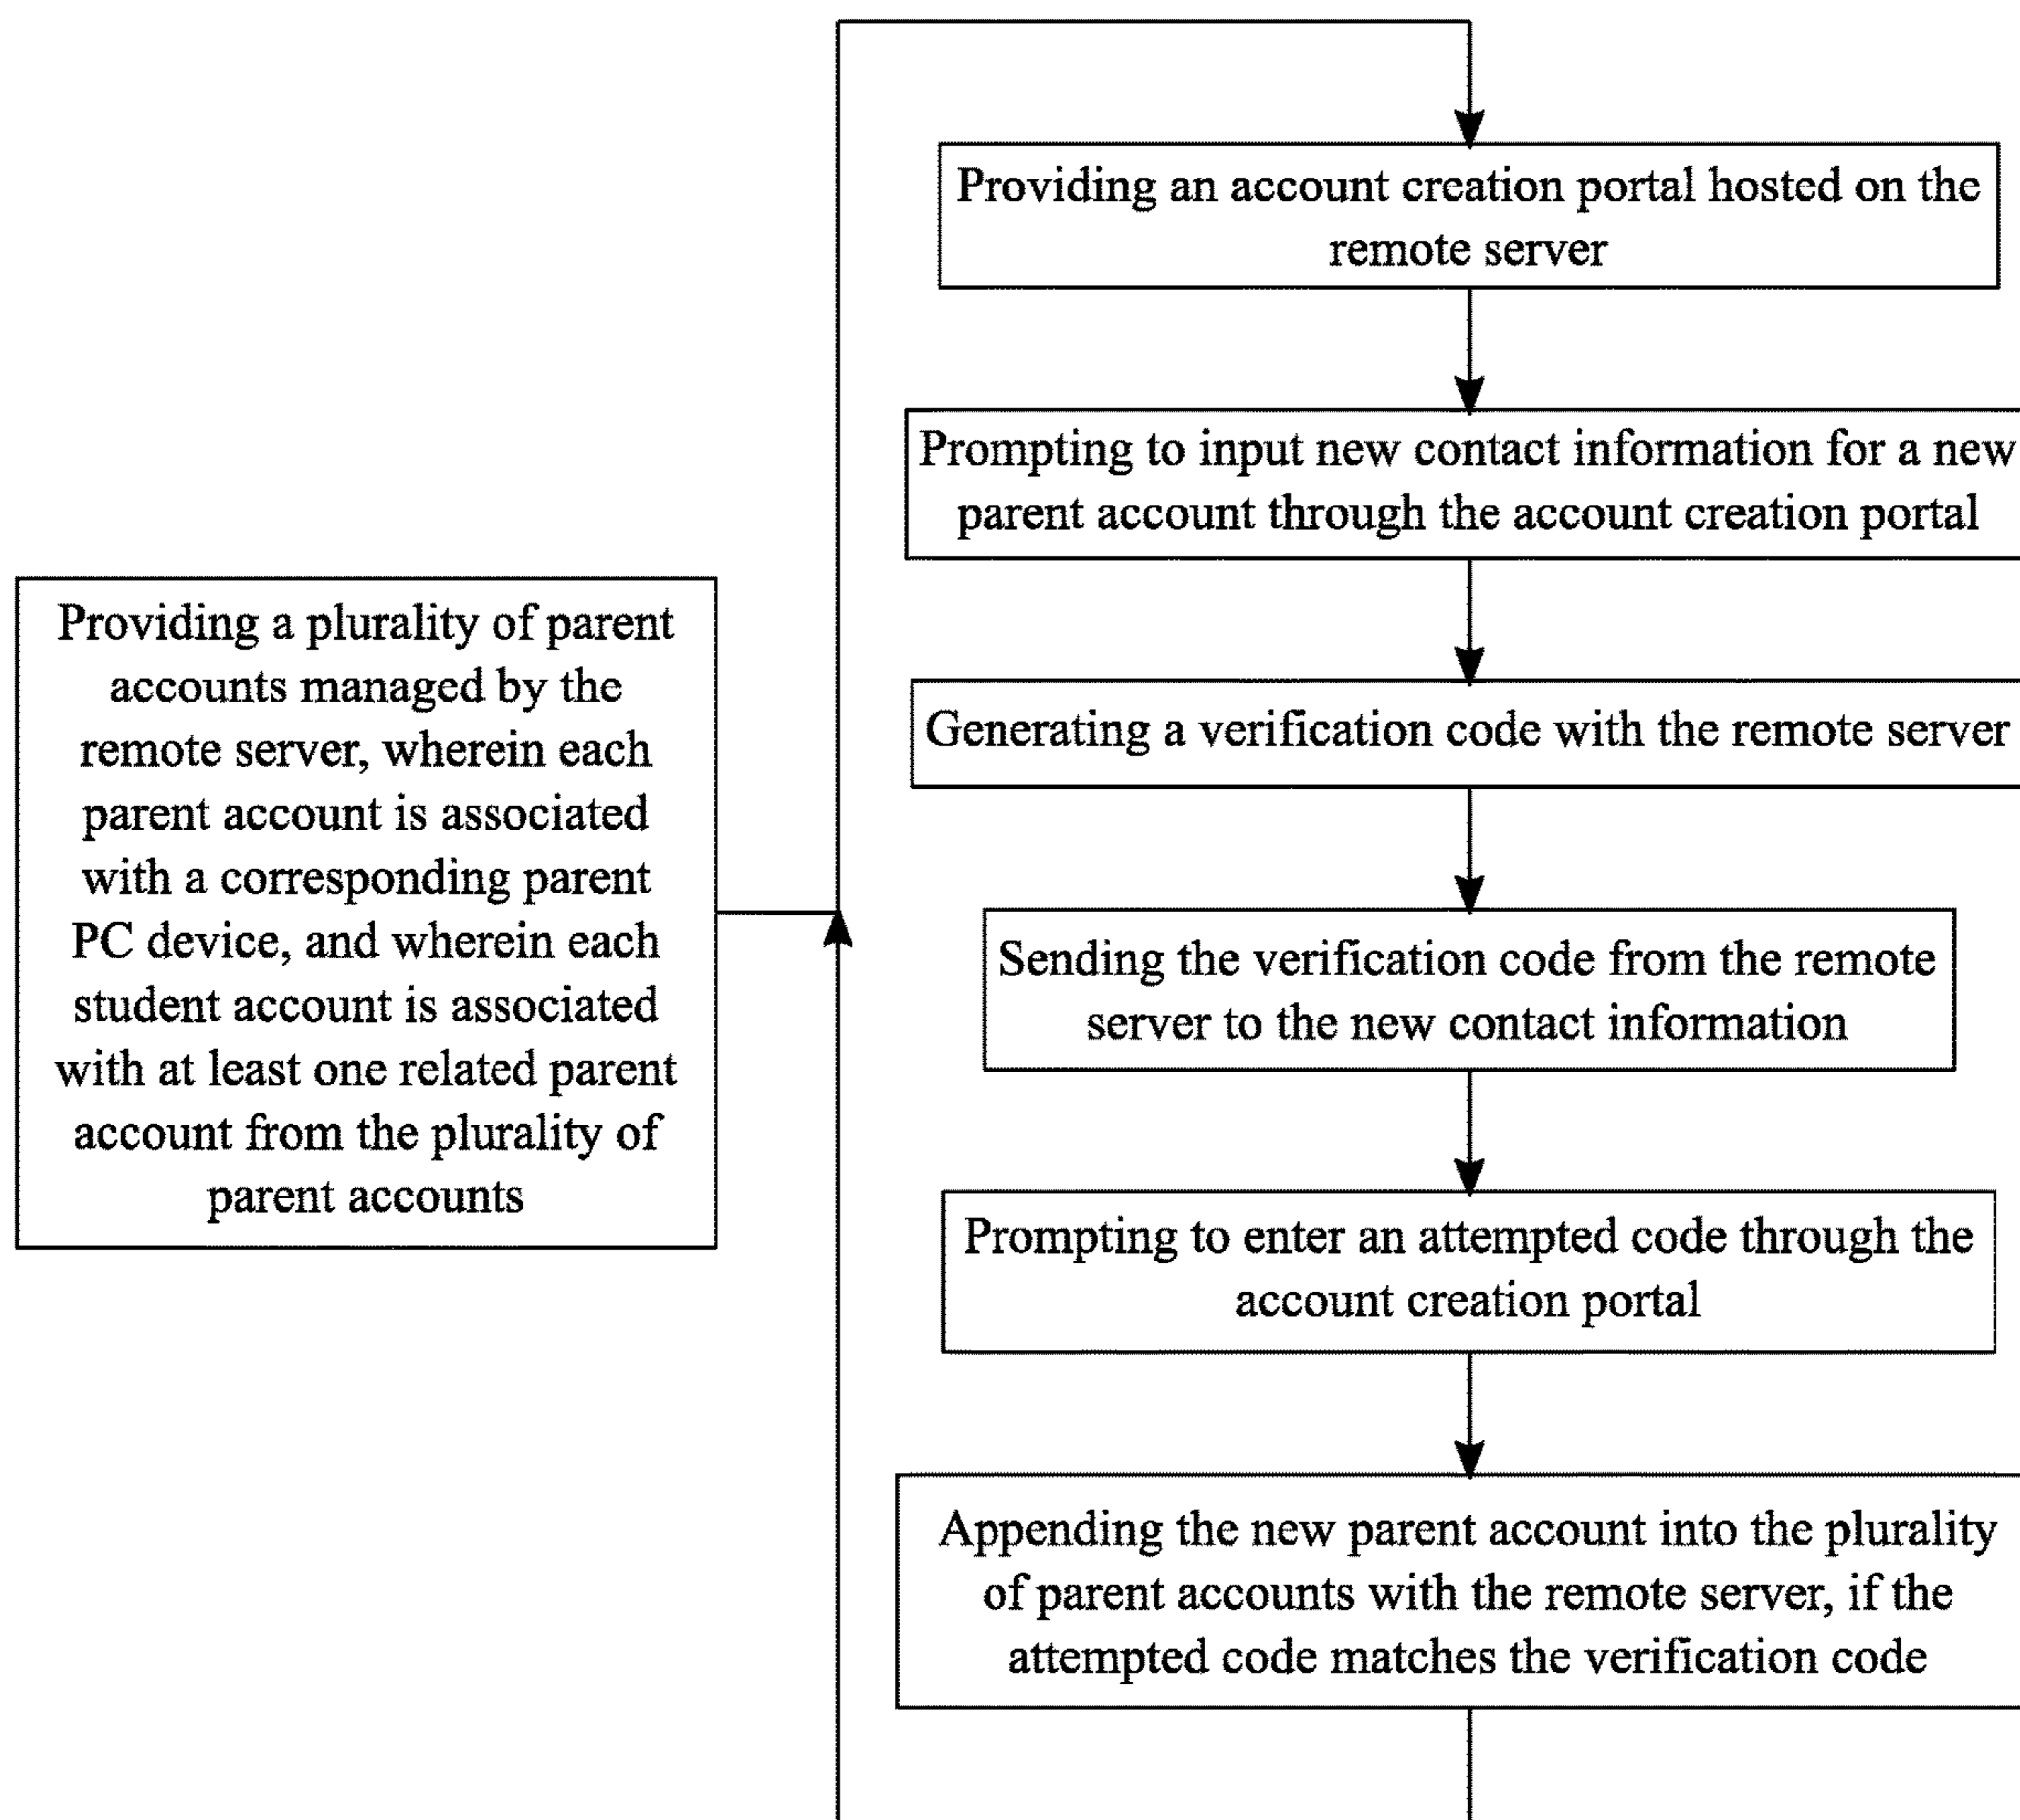 Providing a plurality of parent
accounts managed by the
remote server, wherein each
parent account is associated
with a corresponding parent
PC device, and wherein each
student account is associated
with at least one related parent
account from the plurality of
parent accounts
Providing an account creation portal hosted on the
remote server
Prompting to input new contact information for a new
parent account through the account creation portal
Generating a verification code with the remote server
Sending the verification code from the remote
server to the new contact information
Prompting to enter an attempted code through the
account creation portal
Appending the new parent account into the plurality
of parent accounts with the remote server, if the
attempted code matches the verification code